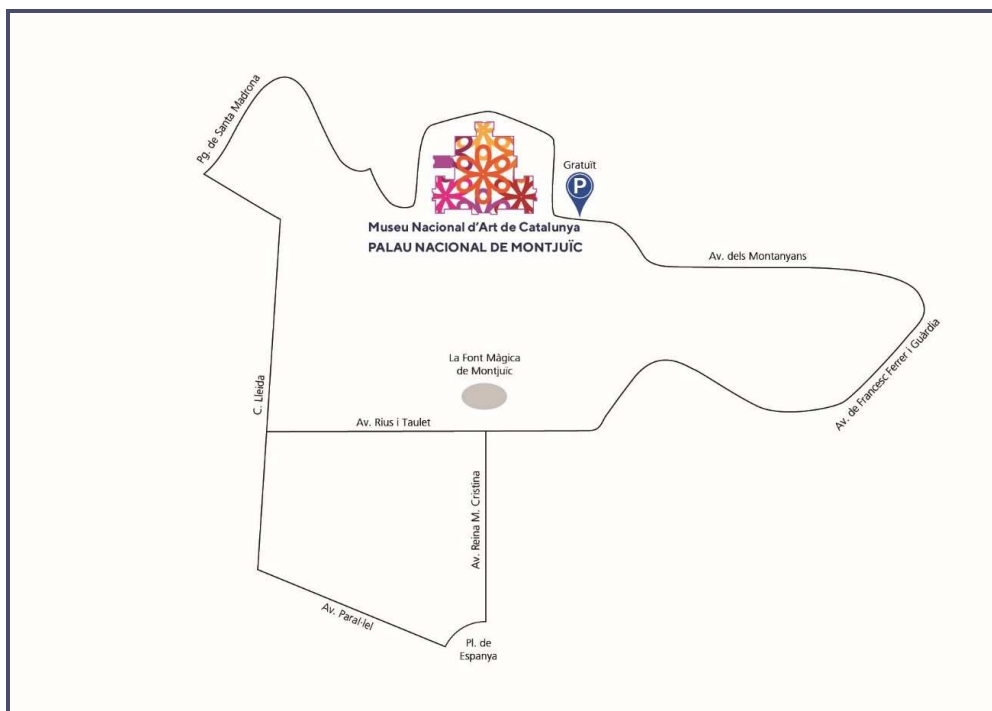 Pg. de Santa Madrona
Gratuït
P
Museu Nacional d'Art de Catalunya
PALAU NACIONAL DE MONTJUÏC
Av. dels Montanyans
La Font Màgica
de Montjuïc
Av. de Francesc Ferrer i Guàrdia
C. Lleida
Av. Rius i Taulet
Av. Reina M. Cristina
Av. Paral·lel
Pl. de
Espanya